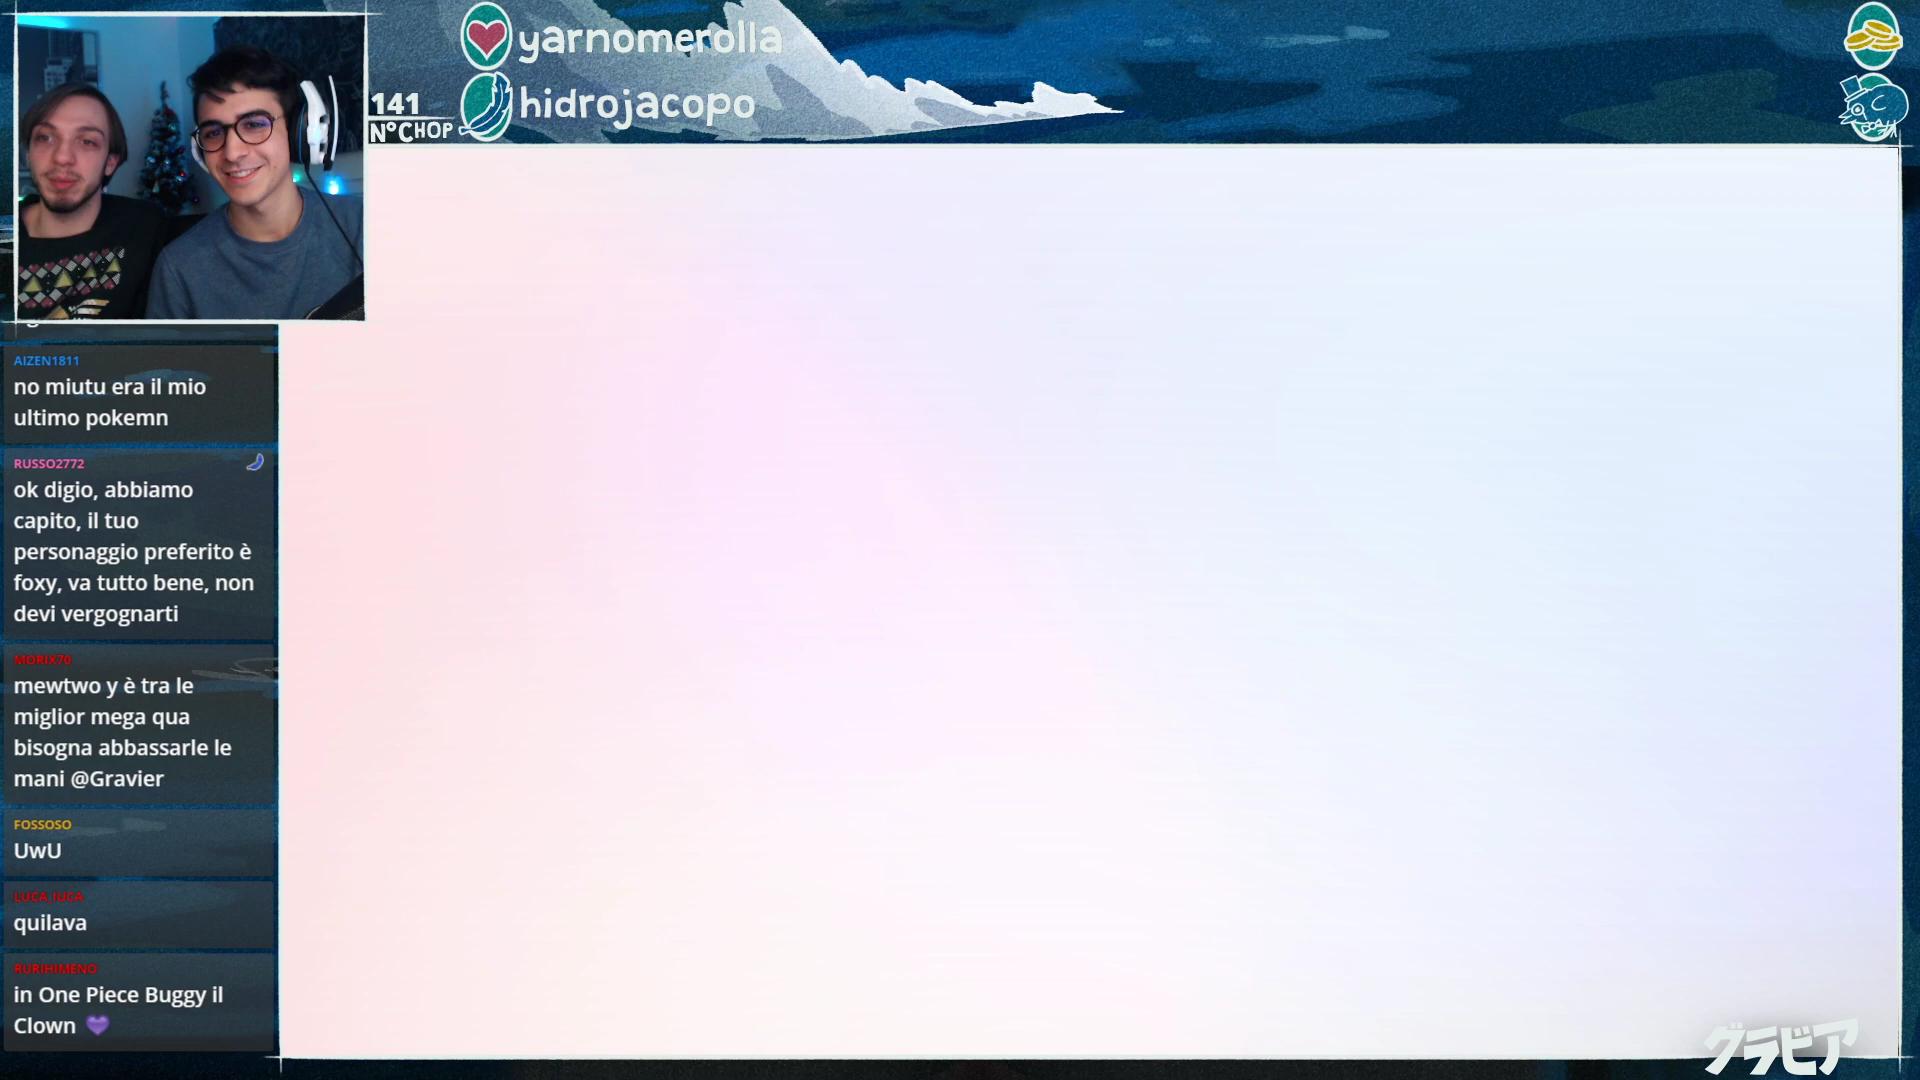 yarnomerolla
141
N° CHOP
hidrojacopo
AIZEN1811
no miutu era il mio
ultimo pokemn
RUSSO2772
ok digio, abbiamo
capito, il tuo
personaggio preferito è
foxy, va tutto bene, non
devi vergognarti
MORIX70
mewtwo y è tra le
miglior mega qua
bisogna abbassarle le
mani @Gravier
FOSSOSO
UwU
LUCA_IUCA
quilava
RURIHIMENO
in One Piece Buggy il
Clown 💜
グラビア